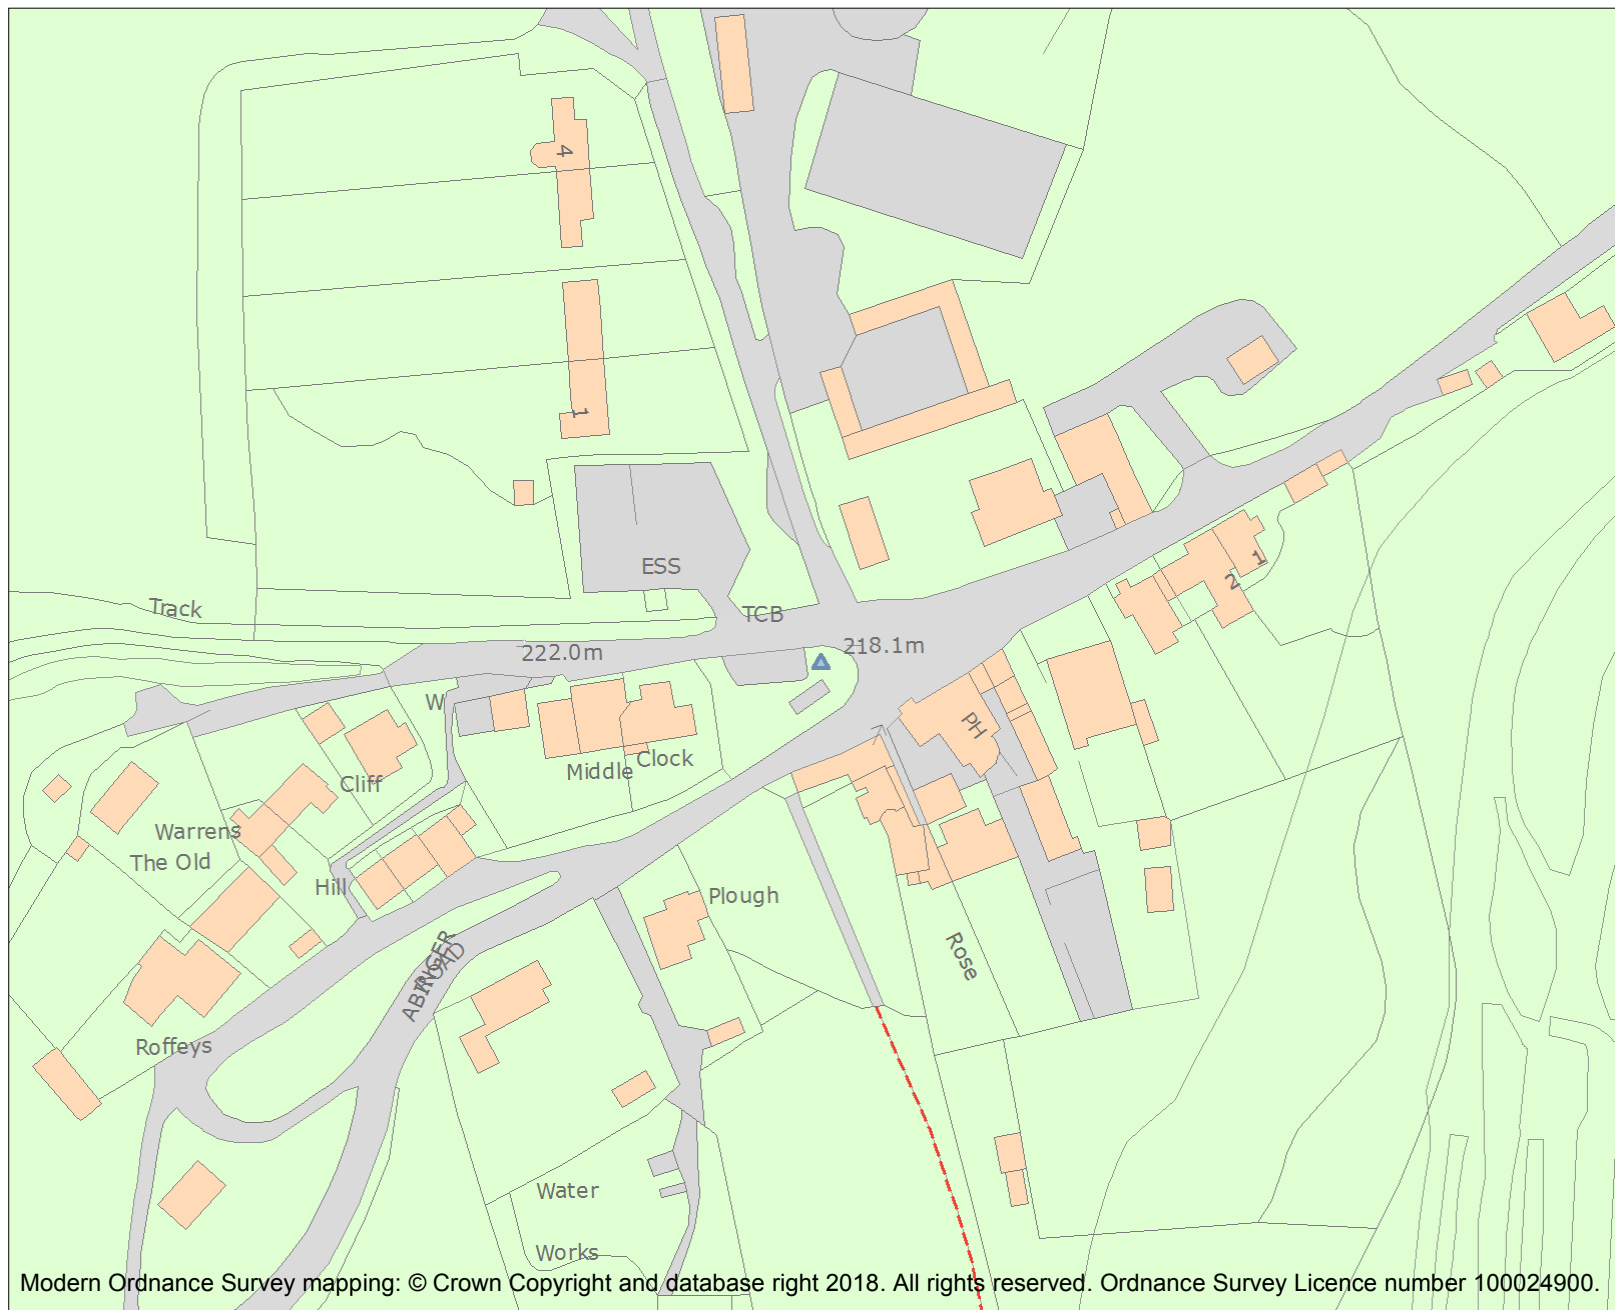 4
1
ESS
Track
TCB
222.0m
218.1m
1
2
W
PH
Clock
Middle
Cliff
Warrens
The Old
Hill
Plough
ABINGER
ROAD
Rose
Roffeys
Water
Works
Modern Ordnance Survey mapping: © Crown Copyright and database right 2018. All rights reserved. Ordnance Survey Licence number 100024900.